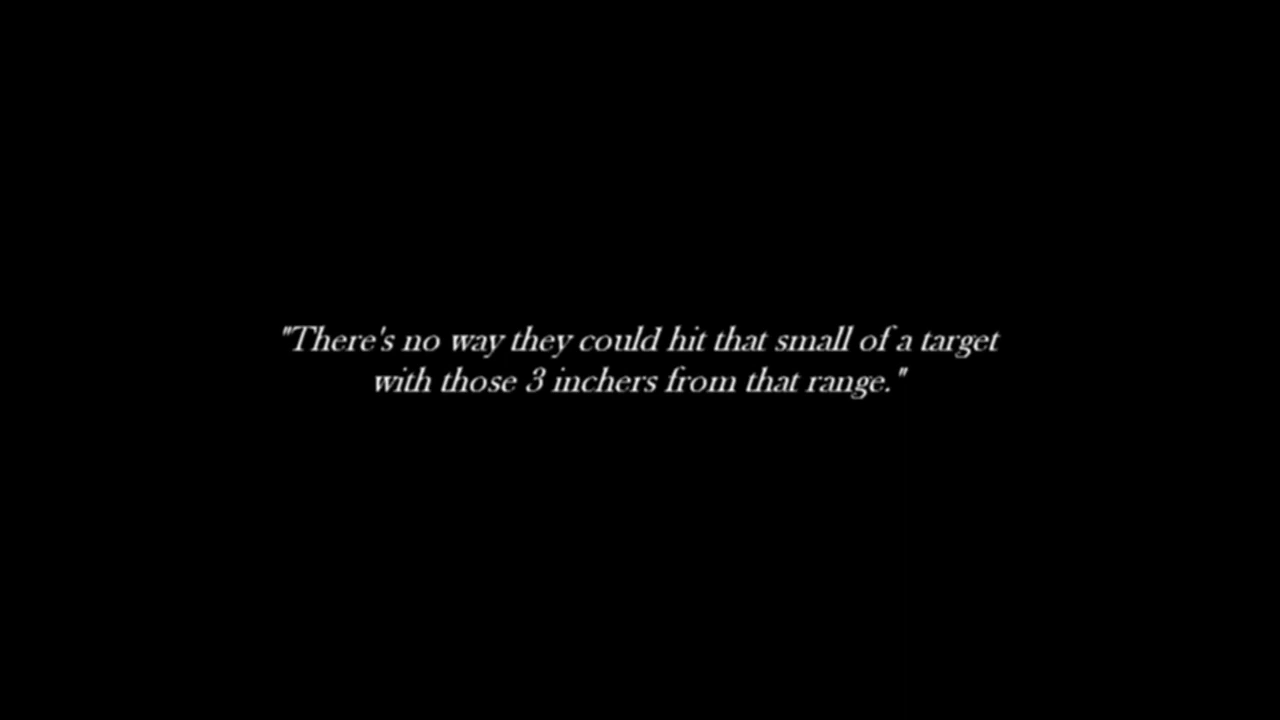 "There's no way they could hit that small of a target
with those 3 inchers from that range."